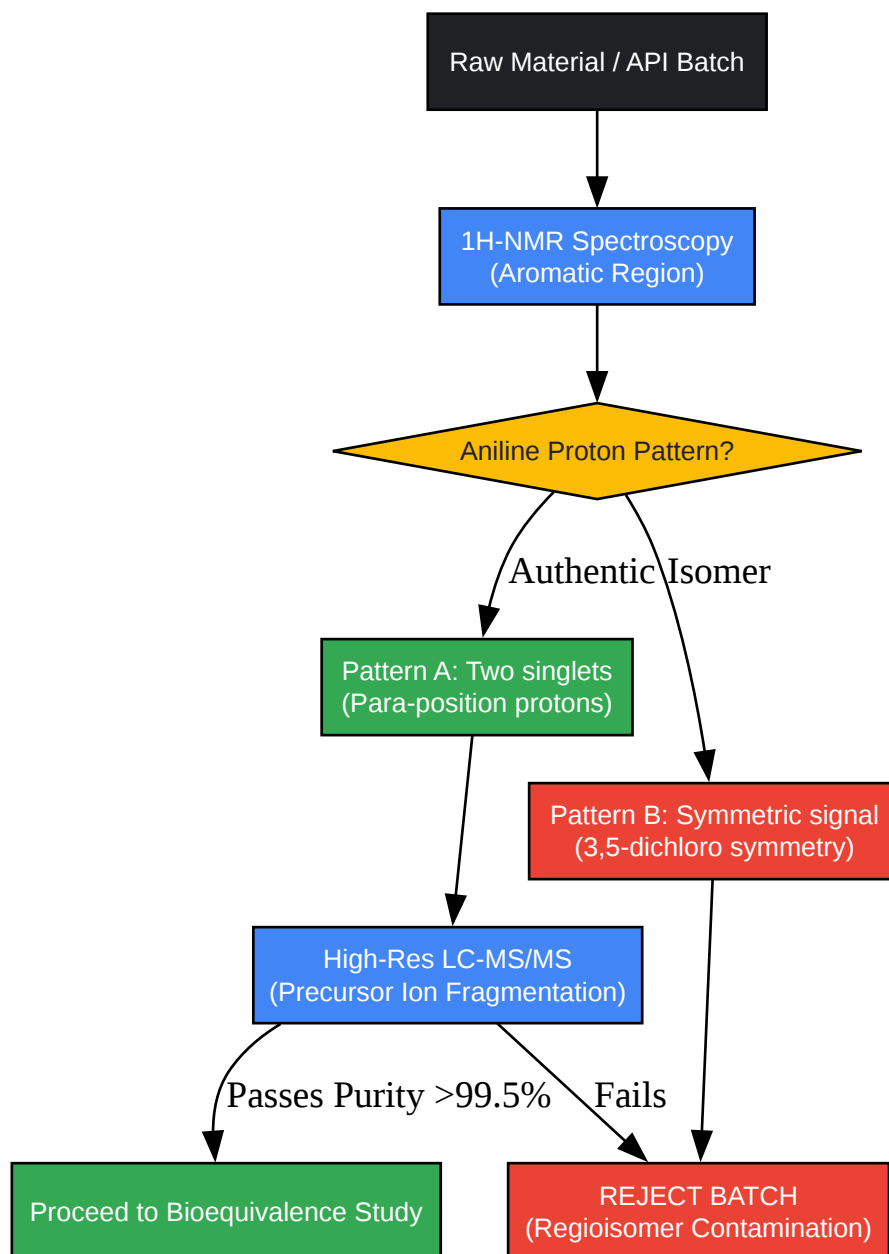 Raw Material / API Batch
1H-NMR Spectroscopy
(Aromatic Region)
Aniline Proton Pattern?
Authentic Isomer
Pattern A: Two singlets
(Para-position protons)
Pattern B: Symmetric signal
(3,5-dichloro symmetry)
High-Res LC-MS/MS
(Precursor Ion Fragmentation)
Passes Purity >99.5%
Fails
Proceed to Bioequivalence Study
REJECT BATCH
(Regioisomer Contamination)